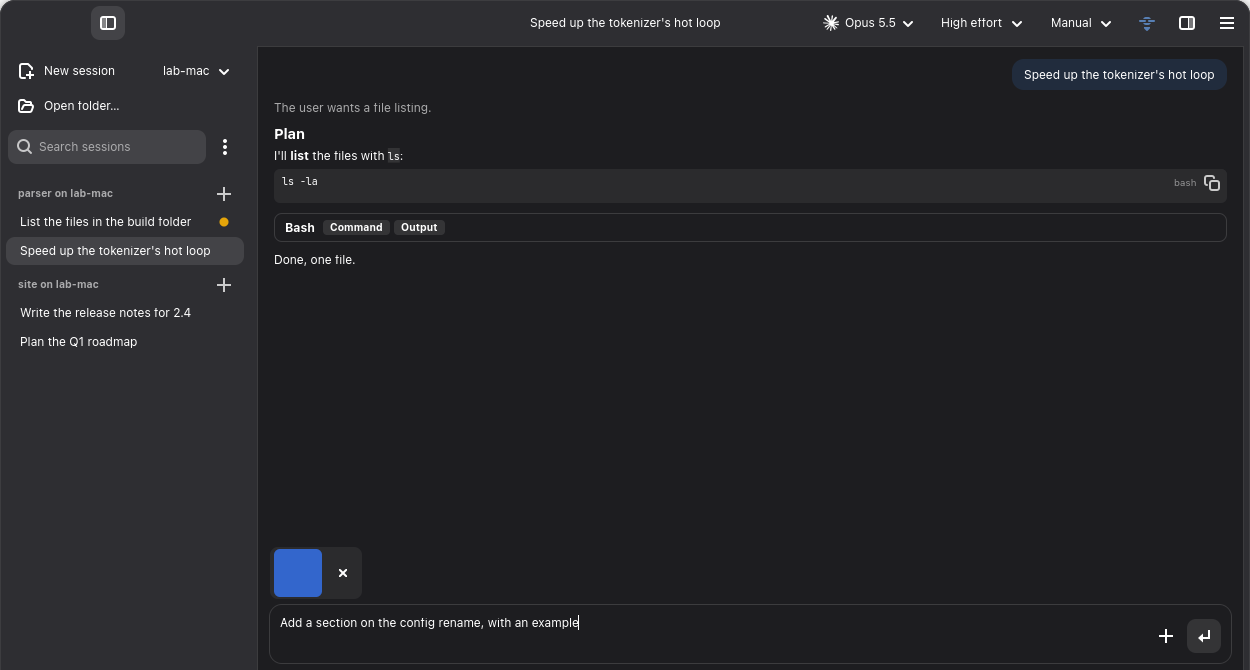 Speed up the tokenizer's hot loop
Opus 5.5
High effort
Manual
New session
lab-mac
Open folder...
Search sessions
parser on lab-mac
List the files in the build folder
Speed up the tokenizer's hot loop
site on lab-mac
Write the release notes for 2.4
Plan the Q1 roadmap
Speed up the tokenizer's hot loop
The user wants a file listing.
Plan
I'll list the files with ls:
ls -la
bash
Bash Command Output
Done, one file.
Add a section on the config rename, with an example